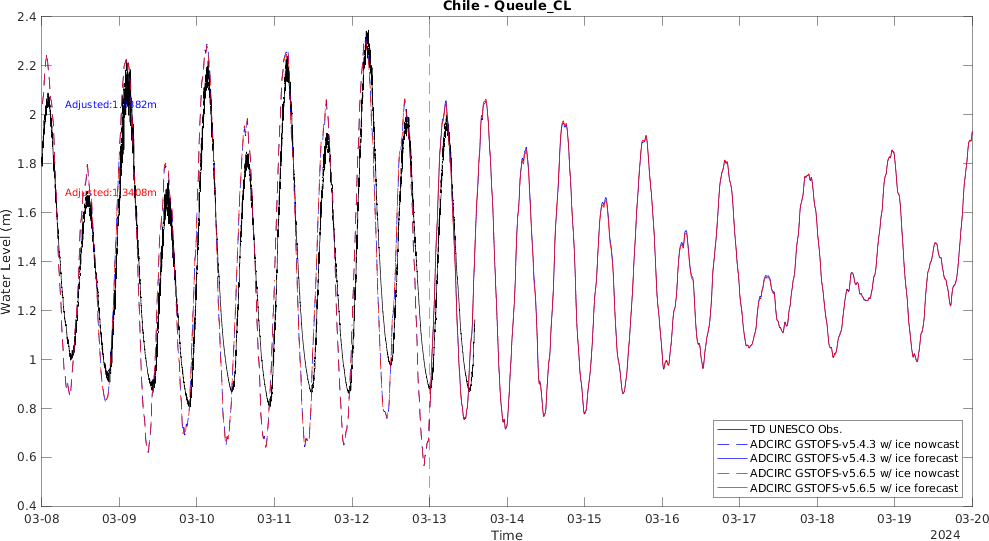 Chile - Queule_CL
2.4
2.2
2
1.8
1.6
1.4
1.2
1
0.8
0.6
0.4
Water Level (m)
Adjusted:1.3408m
03-08
03-09
03-10
03-11
03-12
03-13
03-14
03-15
03-16
03-17
03-18
03-19
03-20
2024
Time
TD UNESCO Obs.
ADCIRC GSTOFS-v5.4.3 w/ ice nowcast
ADCIRC GSTOFS-v5.4.3 w/ ice forecast
ADCIRC GSTOFS-v5.6.5 w/ ice nowcast
ADCIRC GSTOFS-v5.6.5 w/ ice forecast